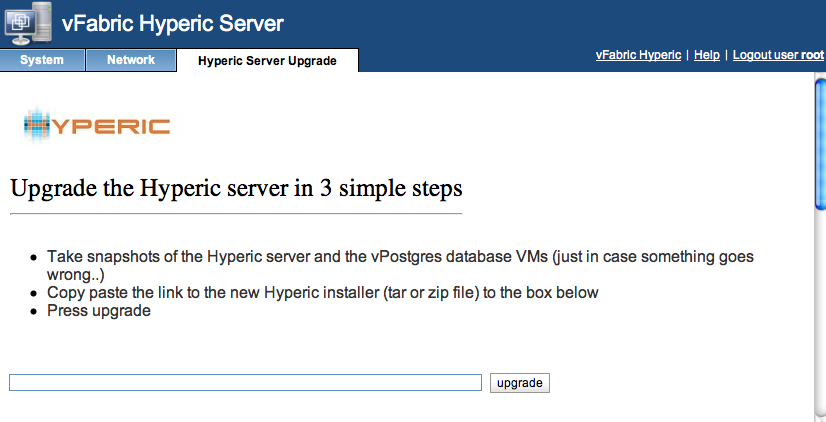 vFabric Hyperic Server
System
Network
Hyperic Server Upgrade
vFabric Hyperic | Help | Logout user root
HYPERIC
Upgrade the Hyperic server in 3 simple steps
• Take snapshots of the Hyperic server and the vPostgres database VMs (just in case something goes
wrong..)
• Copy paste the link to the new Hyperic installer (tar or zip file) to the box below
• Press upgrade
upgrade